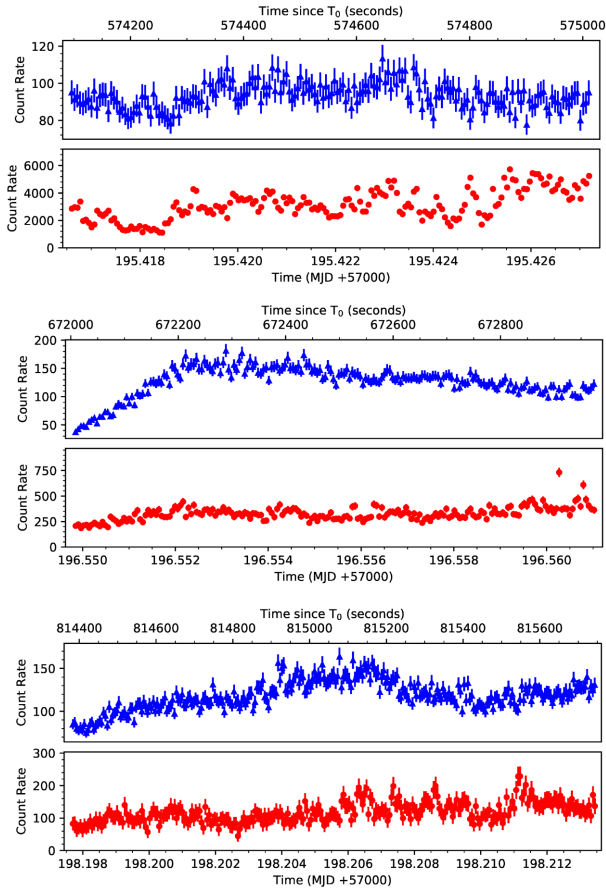 Time since T0 (seconds)
574200 574400 574600 574800 575000
120
100
80
Count Rate
6000
4000
2000
0
Count Rate
195.418 195.420 195.422 195.424 195.426
Time (MJD +57000)
Time since T0 (seconds)
672000 672200 672400 672600 672800
200
150
100
50
Count Rate
750
500
250
0
Count Rate
196.550 196.552 196.554 196.556 196.558 196.560
Time (MJD +57000)
Time since T0 (seconds)
814400 814600 814800 815000 815200 815400 815600
150
100
Count Rate
300
200
100
0
Count Rate
198.198 198.200 198.202 198.204 198.206 198.208 198.210 198.212
Time (MJD +57000)